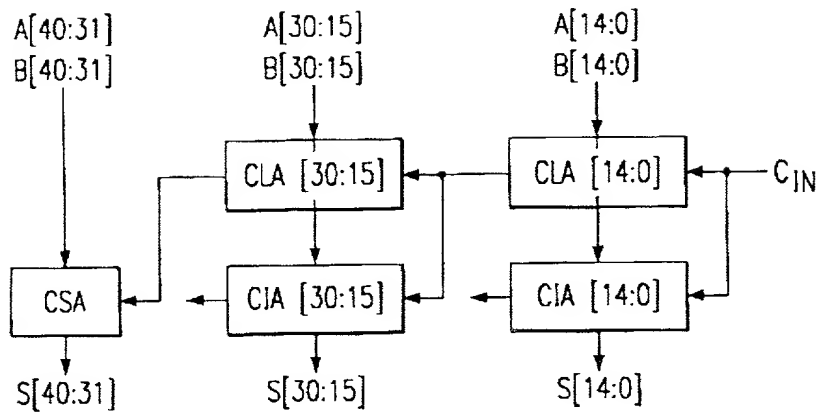 A[40:31]
B[40:31]
A[30:15]
B[30:15]
A[14:0]
B[14:0]
CLA [30:15]
CLA [14:0]
CIN
CSA
CIA [30:15]
CIA [14:0]
S[40:31]
S[30:15]
S[14:0]